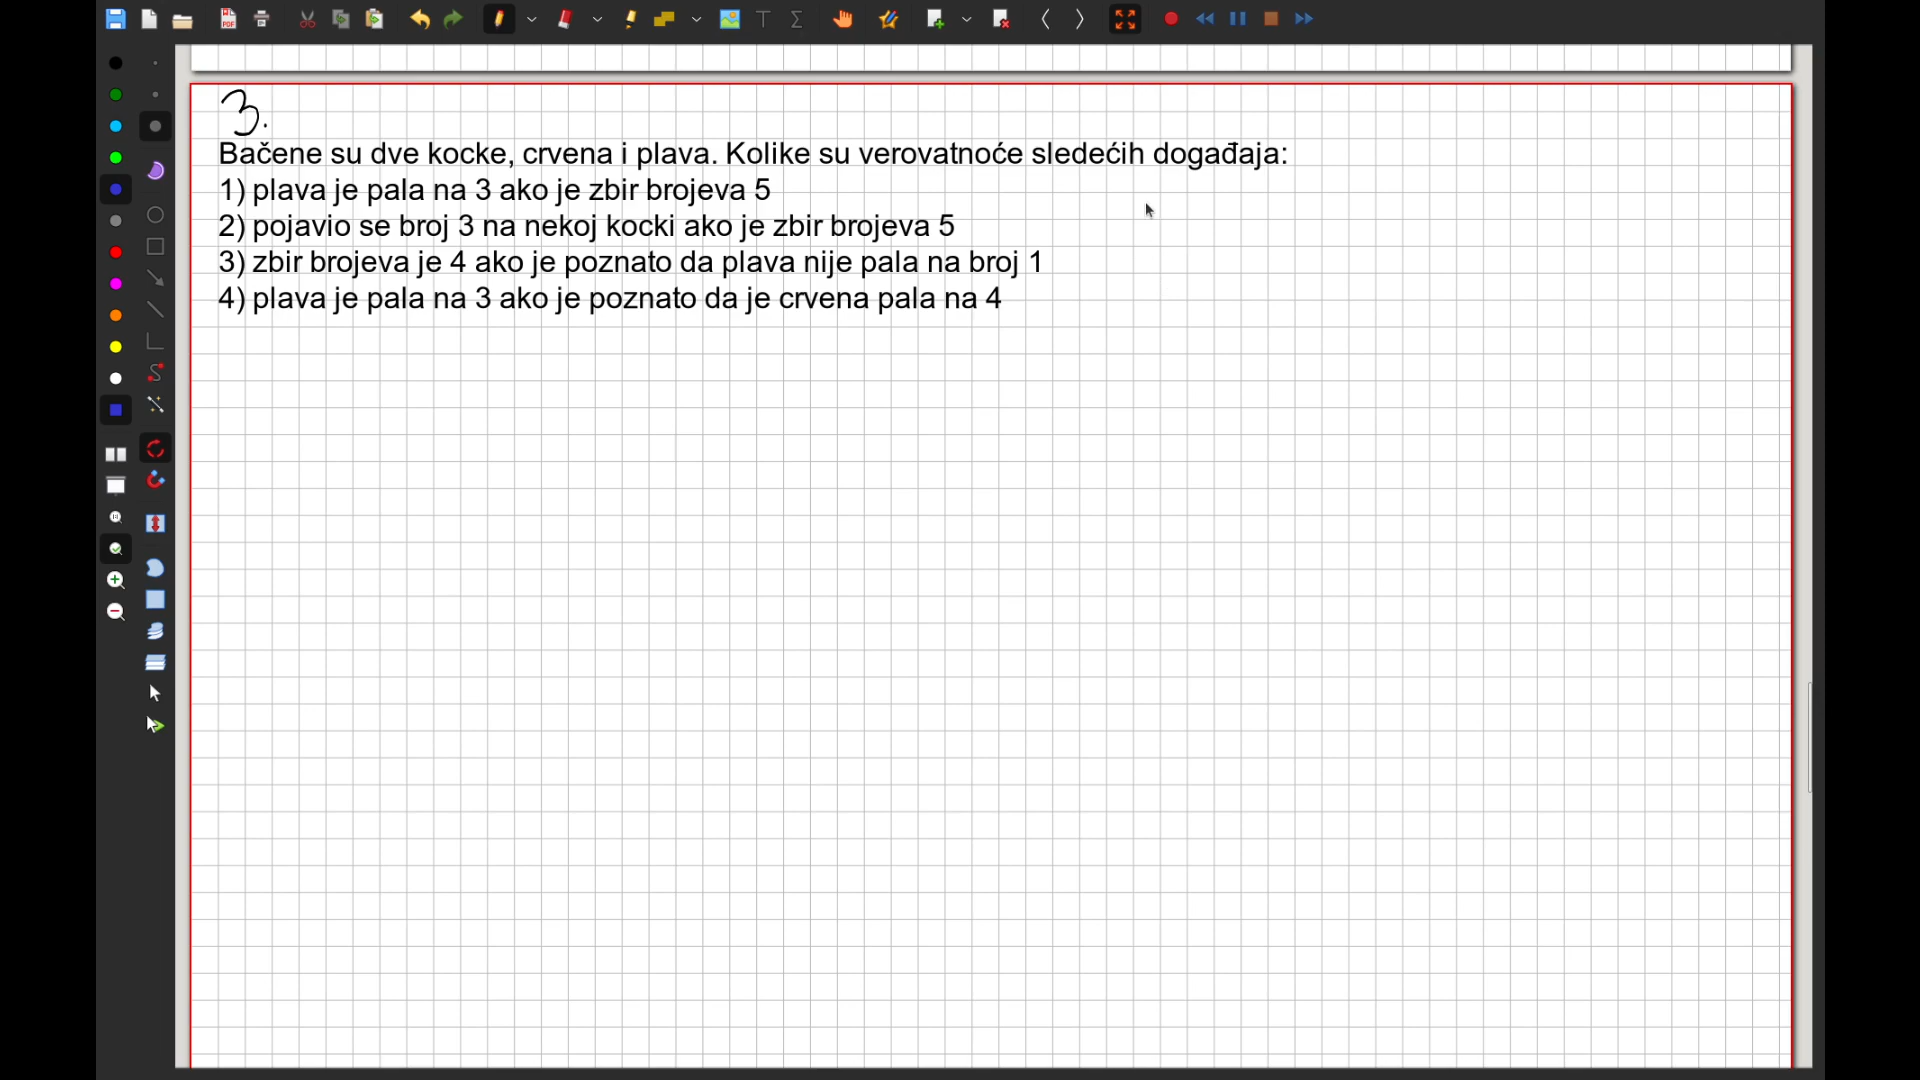 3.
Bačene su dve kocke, crvena i plava. Kolike su verovatnoće sledećih događaja:
1) plava je pala na 3 ako je zbir brojeva 5
2) pojavio se broj 3 na nekoj kocki ako je zbir brojeva 5
3) zbir brojeva je 4 ako je poznato da plava nije pala na broj 1
4) plava je pala na 3 ako je poznato da je crvena pala na 4